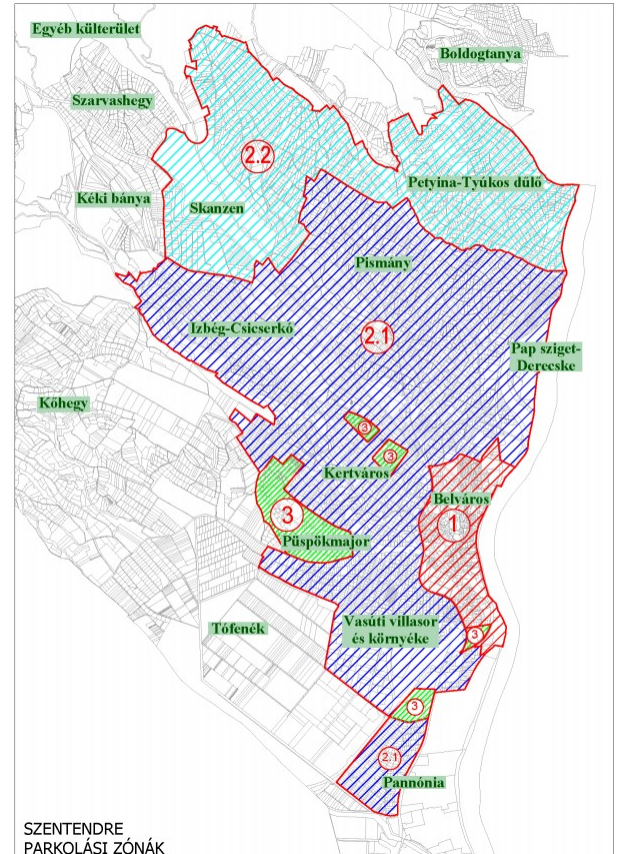 Egyéb külterület
Boldogtanya
Szarvashegy
2.2
Petyina-Tyúkos dűlő
Kéki bánya
Skanzen
Pismány
Izbég-Csicserkó
2.1
Pap sziget-
Derecske
Kőhegy
3
3
Kertváros
Belváros
3
1
Püspökmajor
Tófenék
Vasúti villasor
és környéke
3
3
2.1
Pannónia
SZENTENDRE
PARKOLÁSI ZÓNÁK